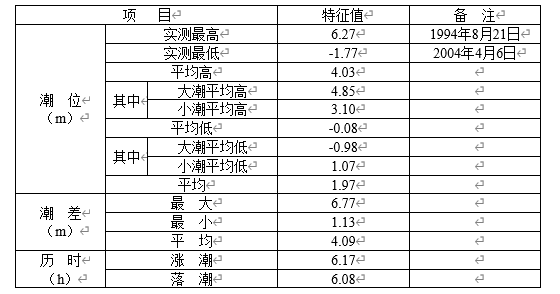 项 目 特征值 备 注
潮 位
（m）
实测最高 6.27 1994年8月21日
实测最低 -1.77 2004年4月6日
平均高 4.03
其中 大潮平均高 4.85
小潮平均高 3.10
平均低 -0.08
其中 大潮平均低 -0.98
小潮平均低 1.07
平均 1.97
潮 差
（m）
最 大 6.77
最 小 1.13
平 均 4.09
历 时
（h）
涨 潮 6.17
落 潮 6.08